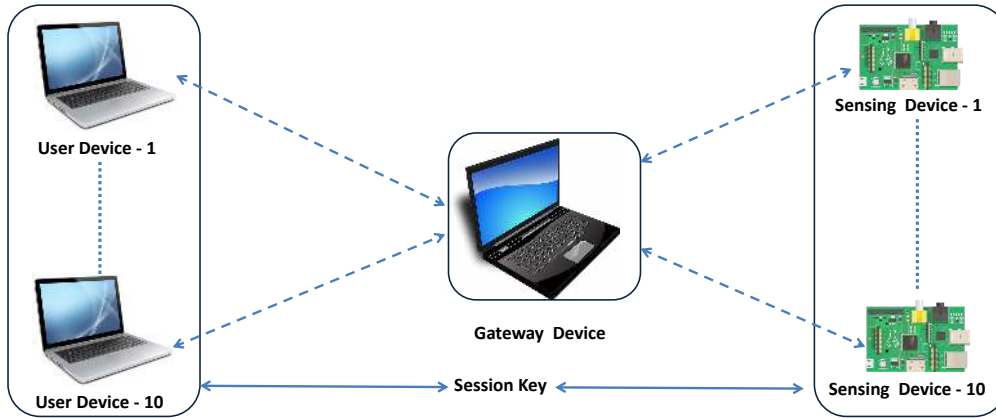 User Device - 1
Sensing Device - 1
Gateway Device
User Device - 10
Session Key
Sensing Device - 10